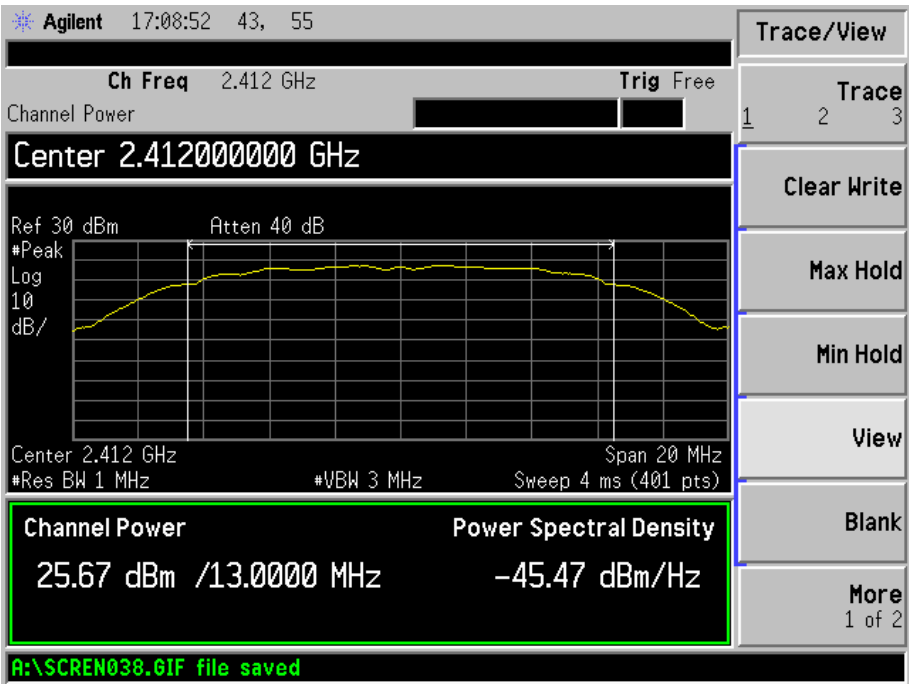 Agilent 17:08:52 43, 55
Trace/View
Ch Freq 2.412 GHz Trig Free
Channel Power
Trace
1 2 3
Center 2.412000000 GHz
Clear Write
Ref 30 dBm Atten 40 dB
#Peak
Log
10
dB/
Max Hold
Min Hold
View
Center 2.412 GHz Span 20 MHz
#Res BW 1 MHz #VBW 3 MHz Sweep 4 ms (401 pts)
Channel Power Power Spectral Density
Blank
25.67 dBm /13.0000 MHz -45.47 dBm/Hz
More
1 of 2
A:\SCREN038.GIF file saved